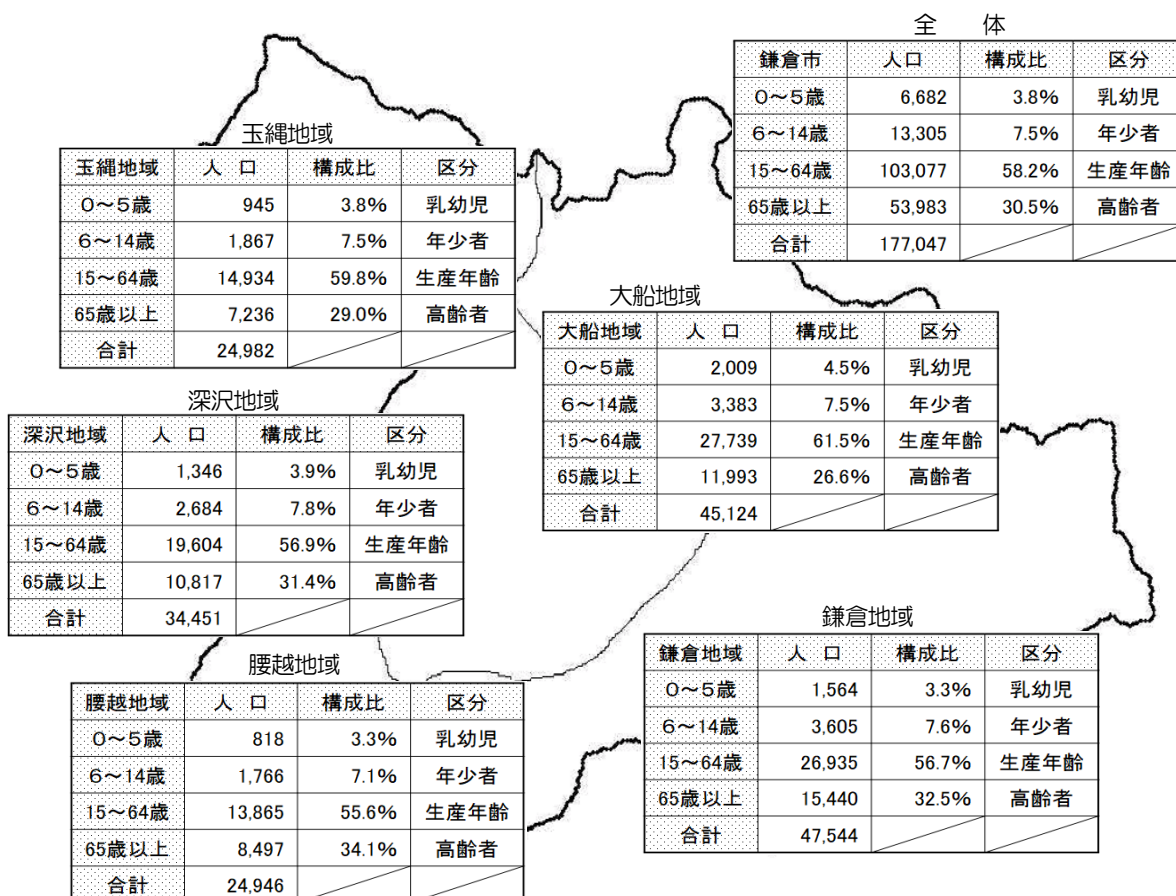 全 体
鎌倉市 人口 構成比 区分
0～5歳 6,682 3.8% 乳幼児
6～14歳 13,305 7.5% 年少者
15～64歳 103,077 58.2% 生産年齢
65歳以上 53,983 30.5% 高齢者
合計 177,047
玉縄地域
玉縄地域 人 口 構成比 区分
0～5歳 945 3.8% 乳幼児
6～14歳 1,867 7.5% 年少者
15～64歳 14,934 59.8% 生産年齢
65歳以上 7,236 29.0% 高齢者
合計 24,982
大船地域
大船地域 人 口 構成比 区分
0～5歳 2,009 4.5% 乳幼児
6～14歳 3,383 7.5% 年少者
15～64歳 27,739 61.5% 生産年齢
65歳以上 11,993 26.6% 高齢者
合計 45,124
深沢地域
深沢地域 人 口 構成比 区分
0～5歳 1,346 3.9% 乳幼児
6～14歳 2,684 7.8% 年少者
15～64歳 19,604 56.9% 生産年齢
65歳以上 10,817 31.4% 高齢者
合計 34,451
鎌倉地域
鎌倉地域 人 口 構成比 区分
0～5歳 1,564 3.3% 乳幼児
6～14歳 3,605 7.6% 年少者
15～64歳 26,935 56.7% 生産年齢
65歳以上 15,440 32.5% 高齢者
合計 47,544
腰越地域
腰越地域 人 口 構成比 区分
0～5歳 818 3.3% 乳幼児
6～14歳 1,766 7.1% 年少者
15～64歳 13,865 55.6% 生産年齢
65歳以上 8,497 34.1% 高齢者
合計 24,946